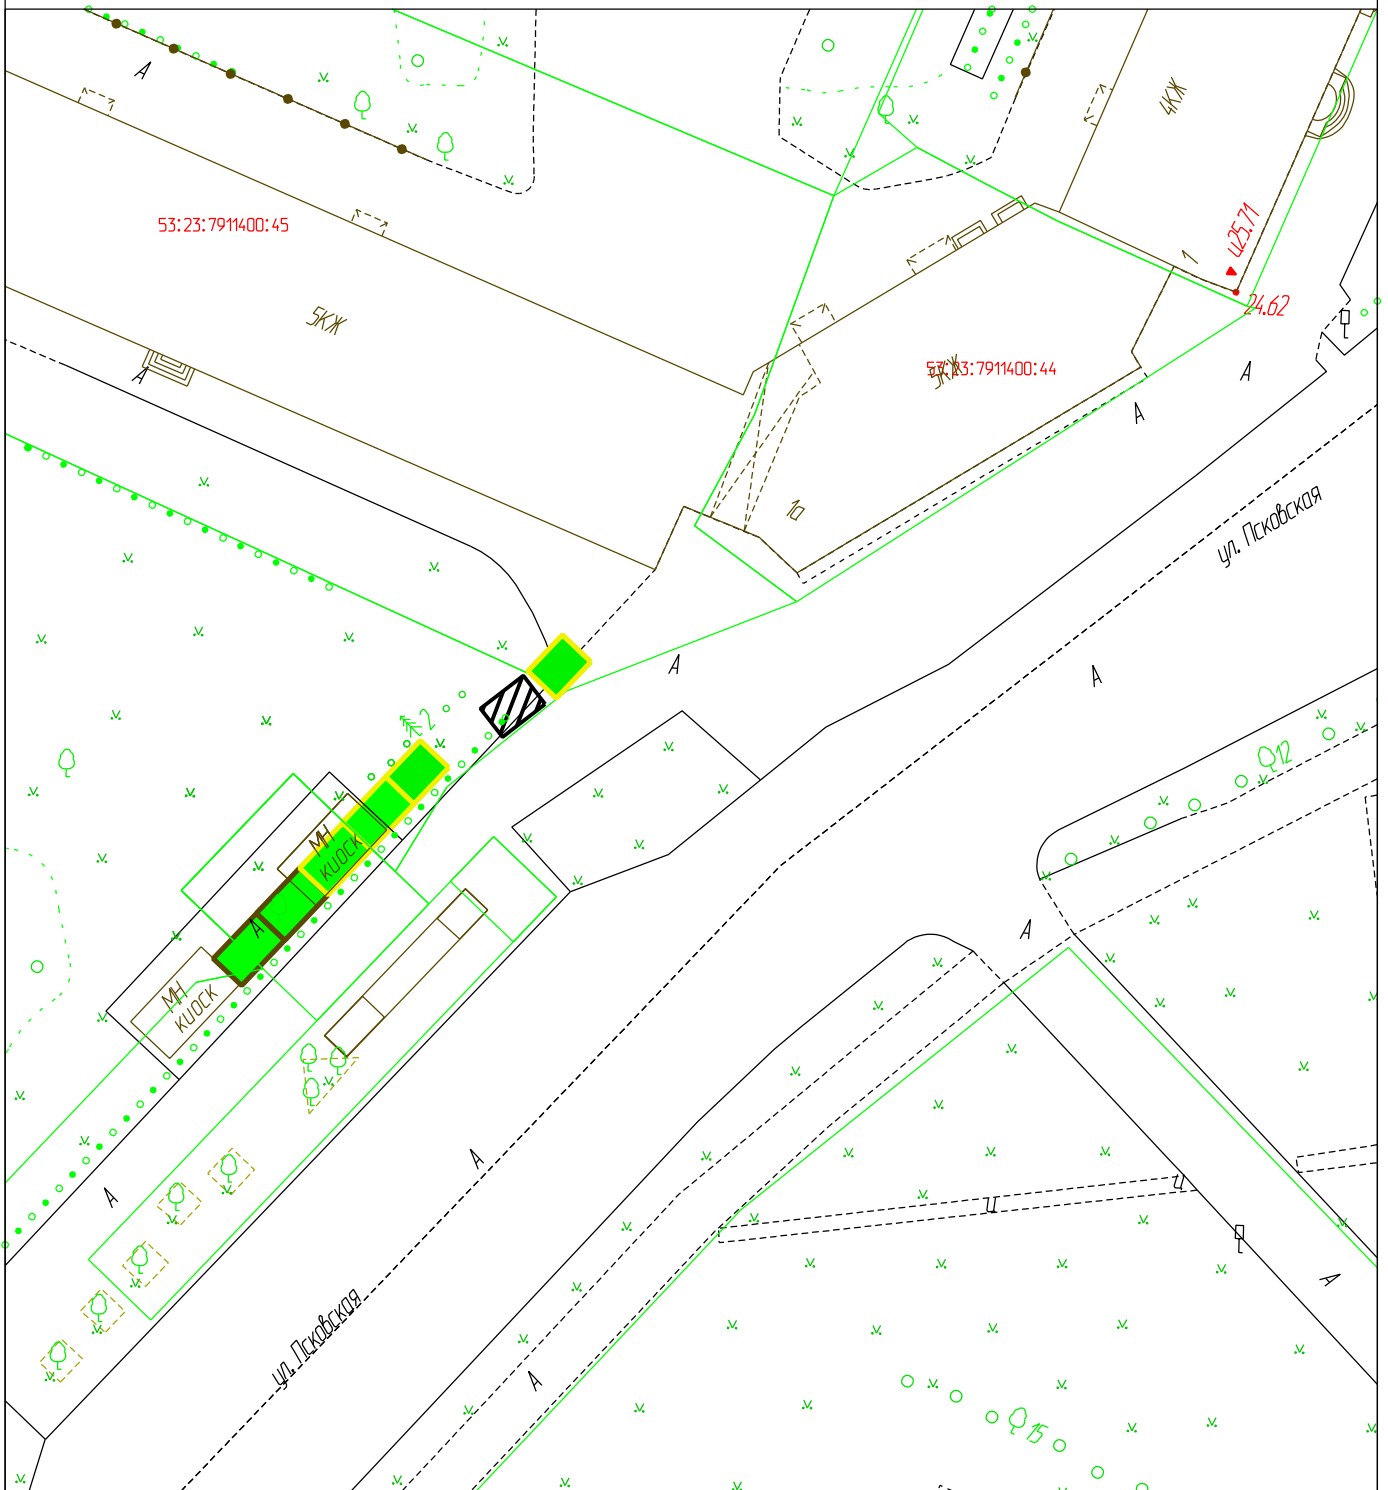 А
4КЖ
53:23:7911400:45
ц25.71
1
24.62
5КЖ
А
5КЖ
53:23:7911400:44
А
А
1а
ул. Псковская
А
А
2
12
МН
КИОСК
А
А
МН
КИОСК
А
А
ц
ц
А
ул. Псковская
А
15